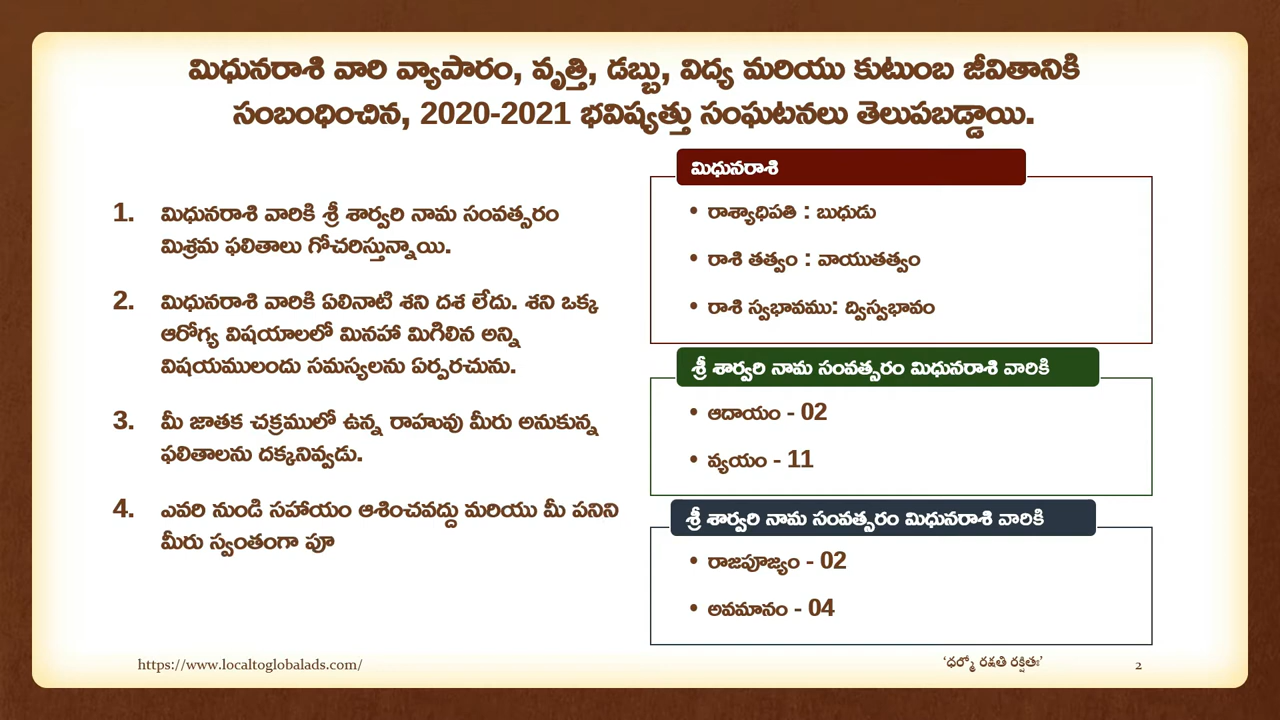 మిధునరాశి వారి వ్యాపారం, వృత్తి, డబ్బు, విద్య మరియు కుటుంబ జీవితానికి
సంబంధించిన, 2020-2021 భవిష్యత్తు సంఘటనలు తెలుపబడ్డాయి.
1. మిధునరాశి వారికి శ్రీ శార్వరి నామ సంవత్సరం
మిశ్రమ ఫలితాలు గోచరిస్తున్నాయి.
2. మిధునరాశి వారికి ఏలినాటి శని దశ లేదు. శని ఒక్క
ఆరోగ్య విషయాలలో మినహా మిగిలిన అన్ని
విషయములందు సమస్యలను ఏర్పరచును.
3. మీ జాతక చక్రములో ఉన్న రాహువు మీరు అనుకున్న
ఫలితాలను దక్కనివ్వడు.
4. ఎవరి నుండి సహాయం ఆశించవద్దు మరియు మీ పనిని
మీరు స్వంతంగా పూ
మిధునరాశి
• రాశ్యాధిపతి : బుధుడు
• రాశి తత్వం : వాయుతత్వం
• రాశి స్వభావము: ద్విస్వభావం
శ్రీ శార్వరి నామ సంవత్సరం మిధునరాశి వారికి
• ఆదాయం - 02
• వ్యయం - 11
శ్రీ శార్వరి నామ సంవత్సరం మిధునరాశి వారికి
• రాజపూజ్యం - 02
• అవమానం - 04
https://www.localtoglobalads.com/
‘ధర్మో రక్షతి రక్షితః’
2